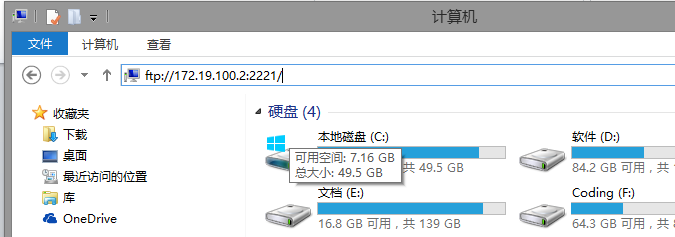 计算机
文件 计算机 查看
ftp://172.19.100.2:2221/
收藏夹
下载
桌面
最近访问的位置
库
OneDrive
硬盘 (4)
本地磁盘 (C:)
可用空间: 7.16 GB
总大小: 49.5 GB
共 49.5 GB
软件 (D:)
84.2 GB 可用，共
文档 (E:)
16.8 GB 可用，共 139 GB
Coding (F:)
64.3 GB 可用，共